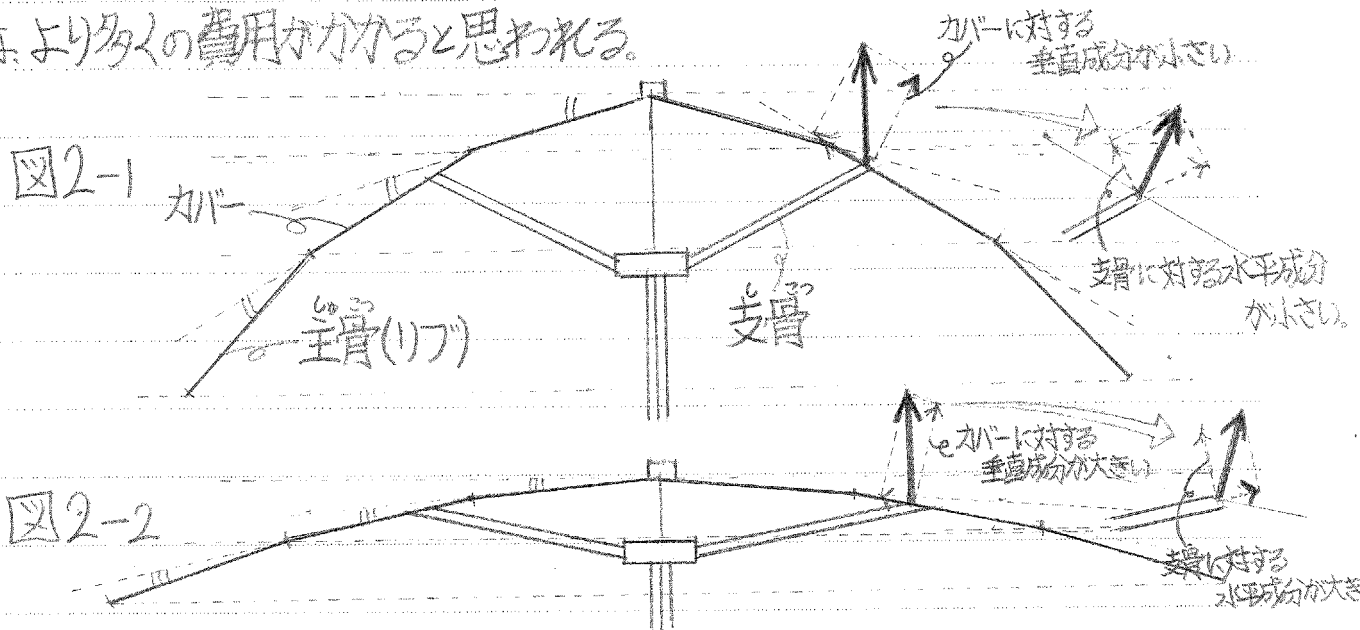 は、より多くの費用がかかると思われる。
カバーに対する
垂直成分が小さい
図2-1
カバー
支骨に対する水平成分
が小さい。
しゅこつ
主骨(リブ)
しこつ
支骨
カバーに対する
垂直成分が大きい
図2-2
支骨に対する
水平成分が大き